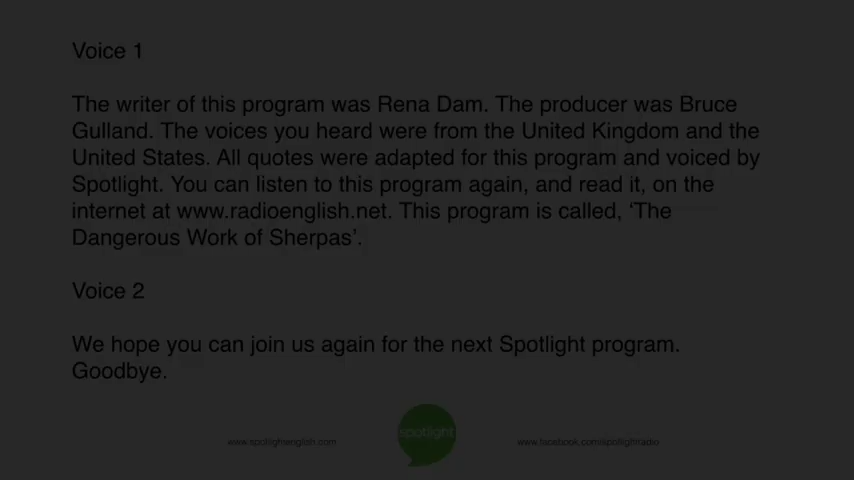 Voice 1
The writer of this program was Rena Dam. The producer was Bruce
Gulland. The voices you heard were from the United Kingdom and the
United States. All quotes were adapted for this program and voiced by
Spotlight. You can listen to this program again, and read it, on the
internet at www.radioenglish.net. This program is called, ‘The
Dangerous Work of Sherpas’.
Voice 2
We hope you can join us again for the next Spotlight program.
Goodbye.
spotlight
www.spotlightenglish.com
www.facebook.com/spotlightradio